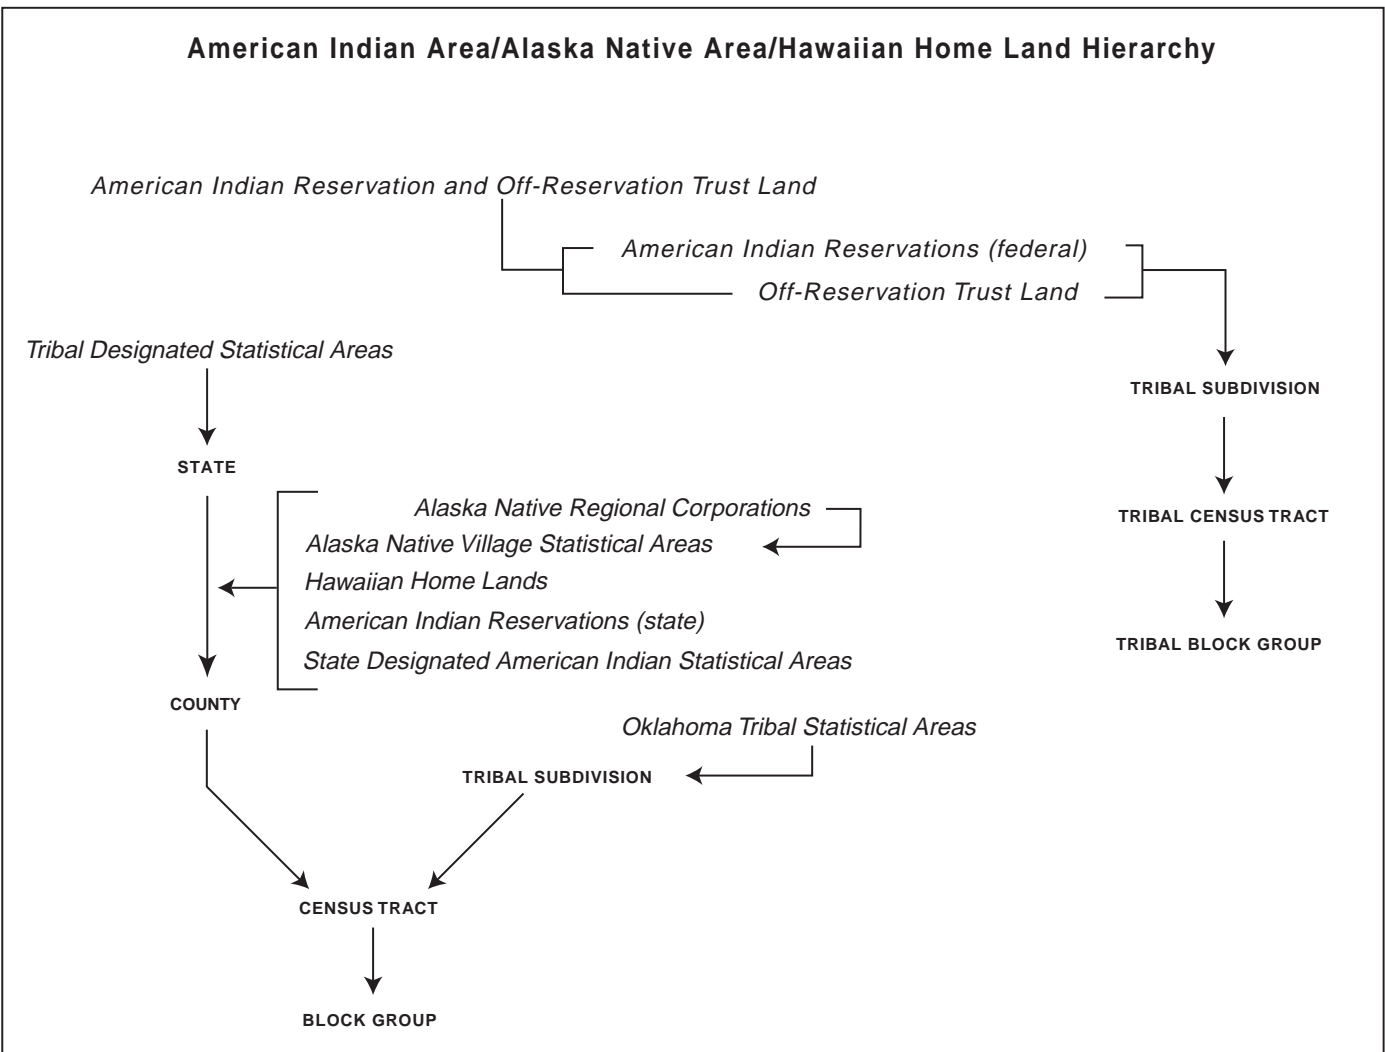 American Indian Area/Alaska Native Area/Hawaiian Home Land Hierarchy
American Indian Reservation and Off-Reservation Trust Land
American Indian Reservations (federal)
Off-Reservation Trust Land
Tribal Designated Statistical Areas
TRIBAL SUBDIVISION
STATE
Alaska Native Regional Corporations
TRIBAL CENSUS TRACT
Alaska Native Village Statistical Areas
Hawaiian Home Lands
American Indian Reservations (state)
TRIBAL BLOCK GROUP
State Designated American Indian Statistical Areas
COUNTY
Oklahoma Tribal Statistical Areas
TRIBAL SUBDIVISION
CENSUS TRACT
BLOCK GROUP